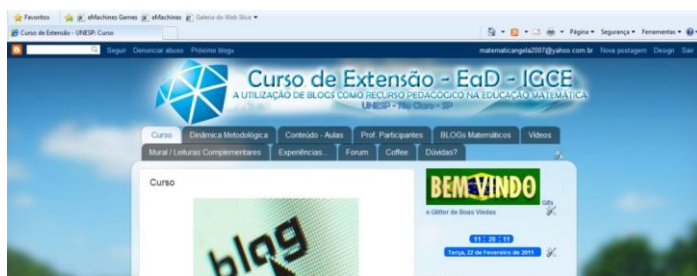 Favoritos eMachines Games eMachines Galeria do Web Slice
Curso de Extensão - UNESP: Curso
Página Segurança Ferramentas
Seguir Denunciar abuso Próximo blog» matematicangela2007@yahoo.com.br Nova postagem Design Sair
Curso de Extensão - EaD - IGCE
A UTILIZAÇÃO DE BLOGS COMO RECURSO PEDAGÓGICO NA EDUCAÇÃO MATEMÁTICA
UNESP - Rio Claro - SP
Curso Dinâmica Metodológica Conteúdo - Aulas Prof. Participantes BLOGs Matemáticos Vídeos
Mural / Leituras Complementares Experiências... Forum Coffee Dúvidas?
Curso
blog
BEM VINDO
Gifs
e Glitter de Boas Vindas
11:20:11
Terça, 22 de Fevereiro de 2011